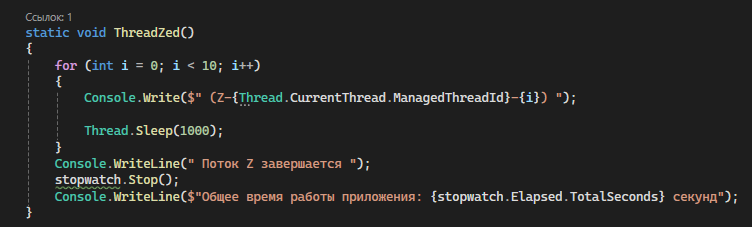 Ссылок: 1
static void ThreadZed()
{
for (int i = 0; i < 10; i++)
{
Console.Write($" (Z-{Thread.CurrentThread.ManagedThreadId}-{i}) ");
Thread.Sleep(1000);
}
Console.WriteLine(" Поток Z завершается ");
stopwatch.Stop();
Console.WriteLine($"Общее время работы приложения: {stopwatch.Elapsed.TotalSeconds} секунд");
}